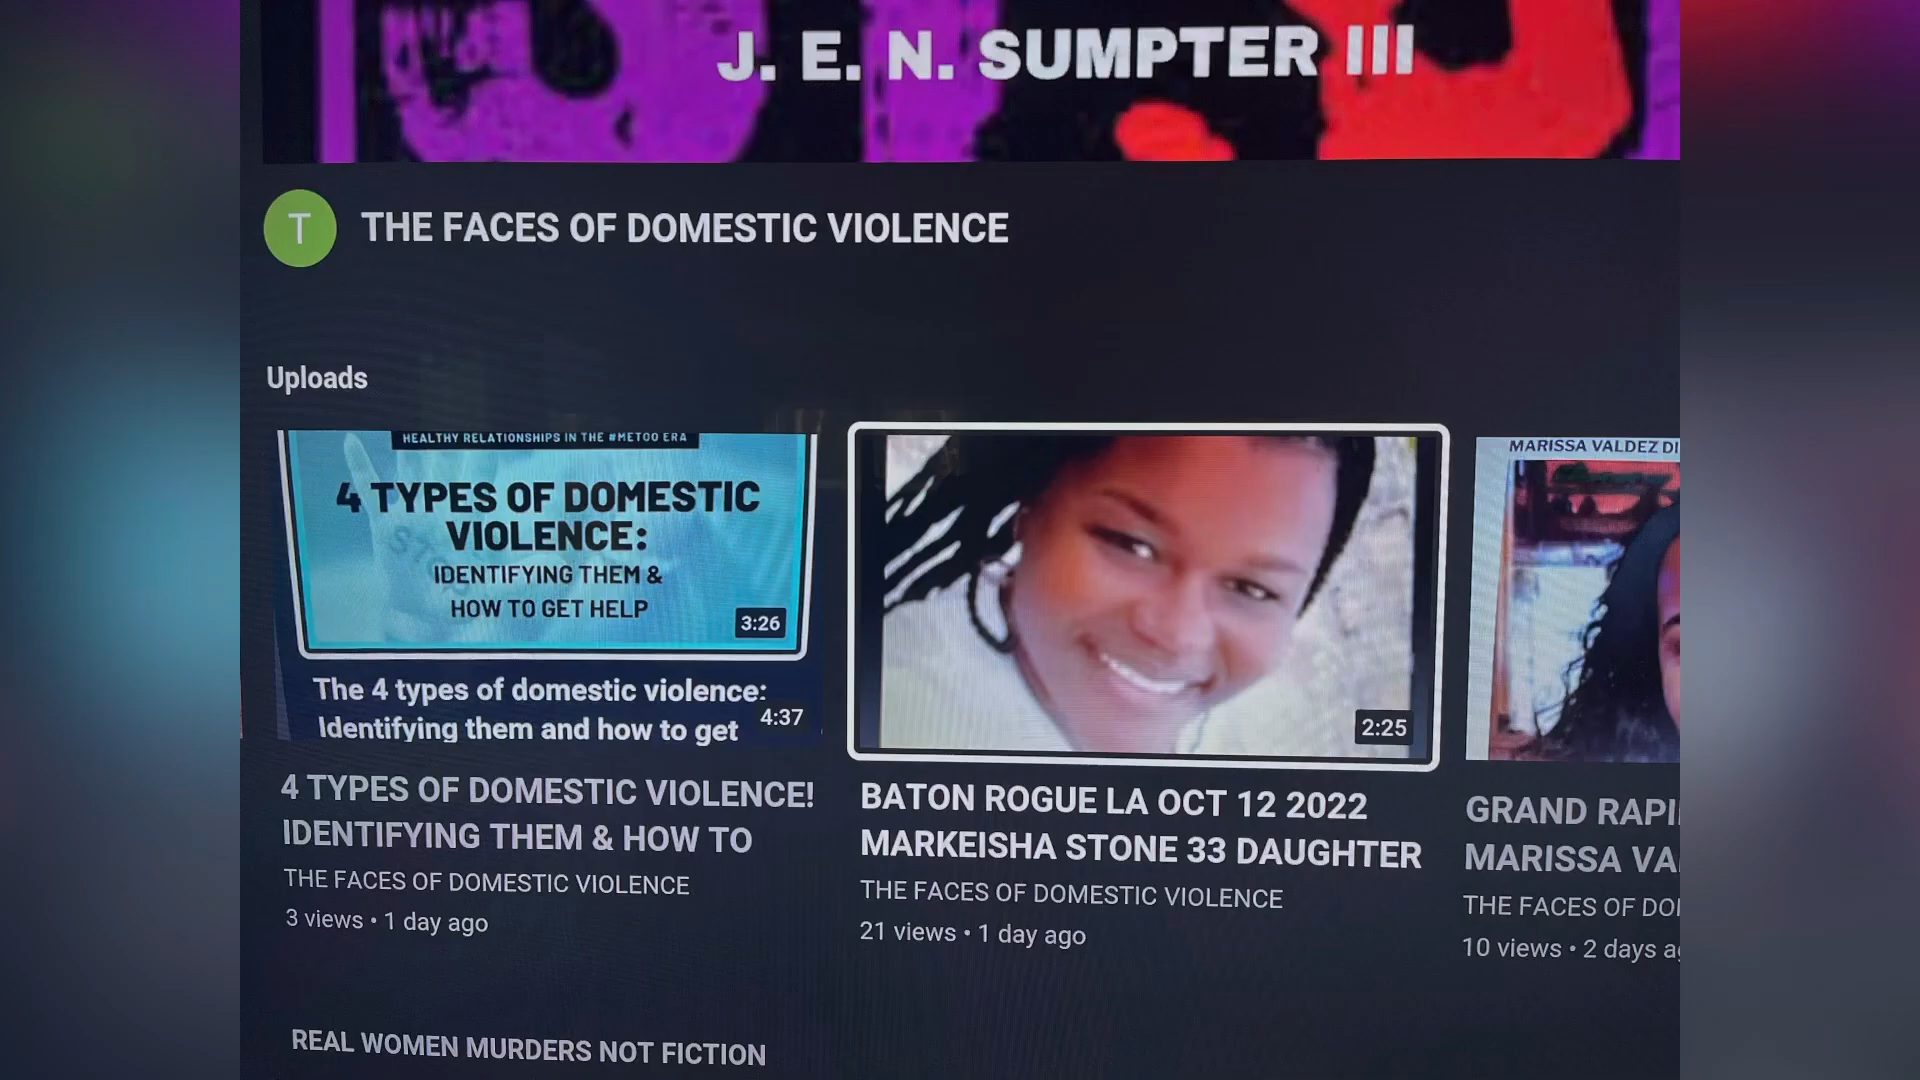 J. E. N. SUMPTER III
T
THE FACES OF DOMESTIC VIOLENCE
Uploads
HEALTHY RELATIONSHIPS IN THE #METOO ERA
4 TYPES OF DOMESTIC
VIOLENCE:
IDENTIFYING THEM &
HOW TO GET HELP
3:26
The 4 types of domestic violence:
Identifying them and how to get
4:37
4 TYPES OF DOMESTIC VIOLENCE!
IDENTIFYING THEM & HOW TO
THE FACES OF DOMESTIC VIOLENCE
3 views • 1 day ago
2:25
BATON ROGUE LA OCT 12 2022
MARKEISHA STONE 33 DAUGHTER
THE FACES OF DOMESTIC VIOLENCE
21 views • 1 day ago
MARISSA VALDEZ DI
GRAND RAPI
MARISSA VA
THE FACES OF DO
10 views • 2 days a
REAL WOMEN MURDERS NOT FICTION